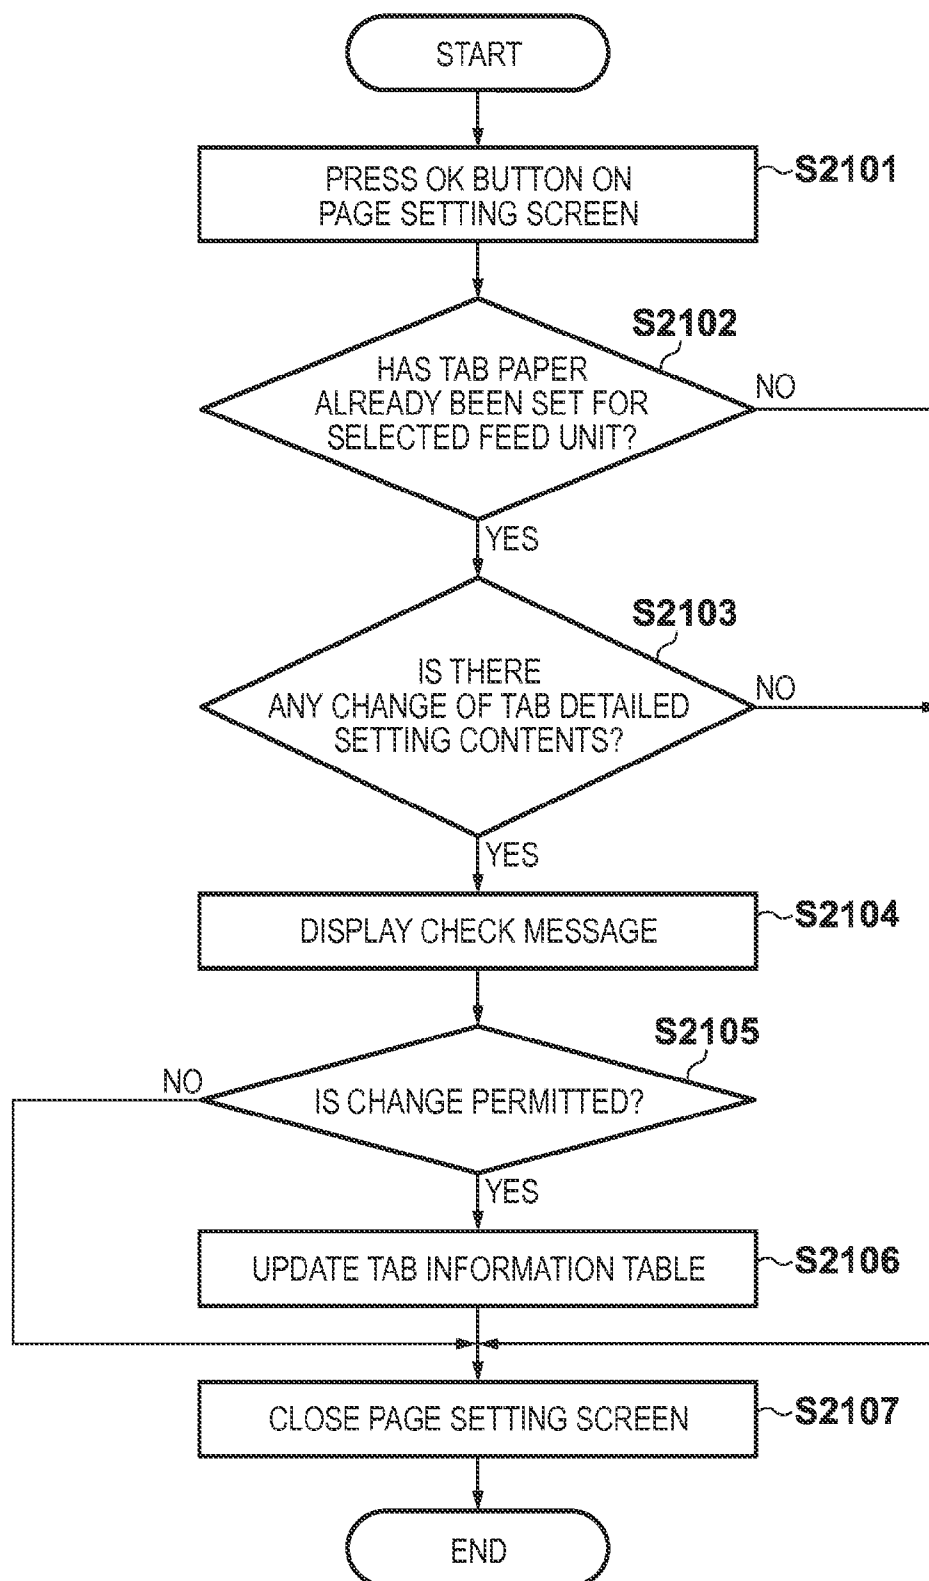 START
PRESS OK BUTTON ON
PAGE SETTING SCREEN
S2101
S2102
HAS TAB PAPER
ALREADY BEEN SET FOR
SELECTED FEED UNIT?
NO
YES
S2103
IS THERE
ANY CHANGE OF TAB DETAILED
SETTING CONTENTS?
NO
YES
DISPLAY CHECK MESSAGE
S2104
S2105
NO
IS CHANGE PERMITTED?
YES
UPDATE TAB INFORMATION TABLE
S2106
CLOSE PAGE SETTING SCREEN
S2107
END